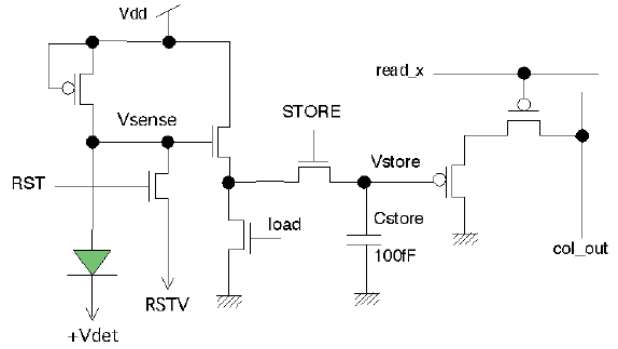 Vdd
read_x
Vsense
STORE
Vstore
RST
load
Cstore
100fF
col_out
RSTV
+Vdet